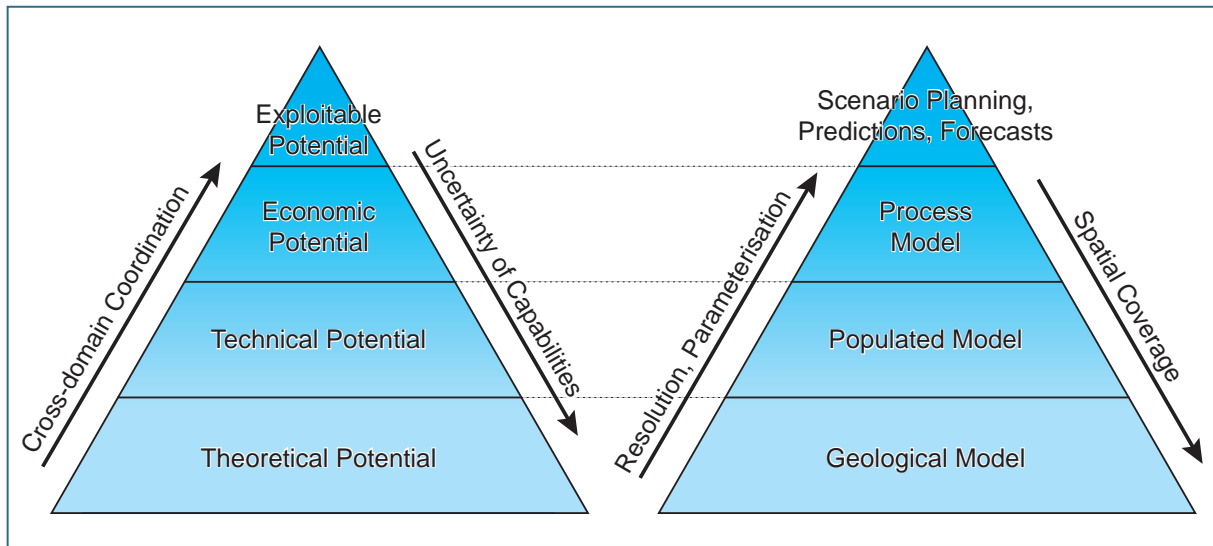 Exploitable
Potential
Economic
Potential
Technical Potential
Theoretical Potential
Cross-domain Coordination
Uncertainty of Capabilities
Scenario Planning,
Predictions, Forecasts
Process
Model
Populated Model
Geological Model
Resolution, Parameterisation
Spatial Coverage